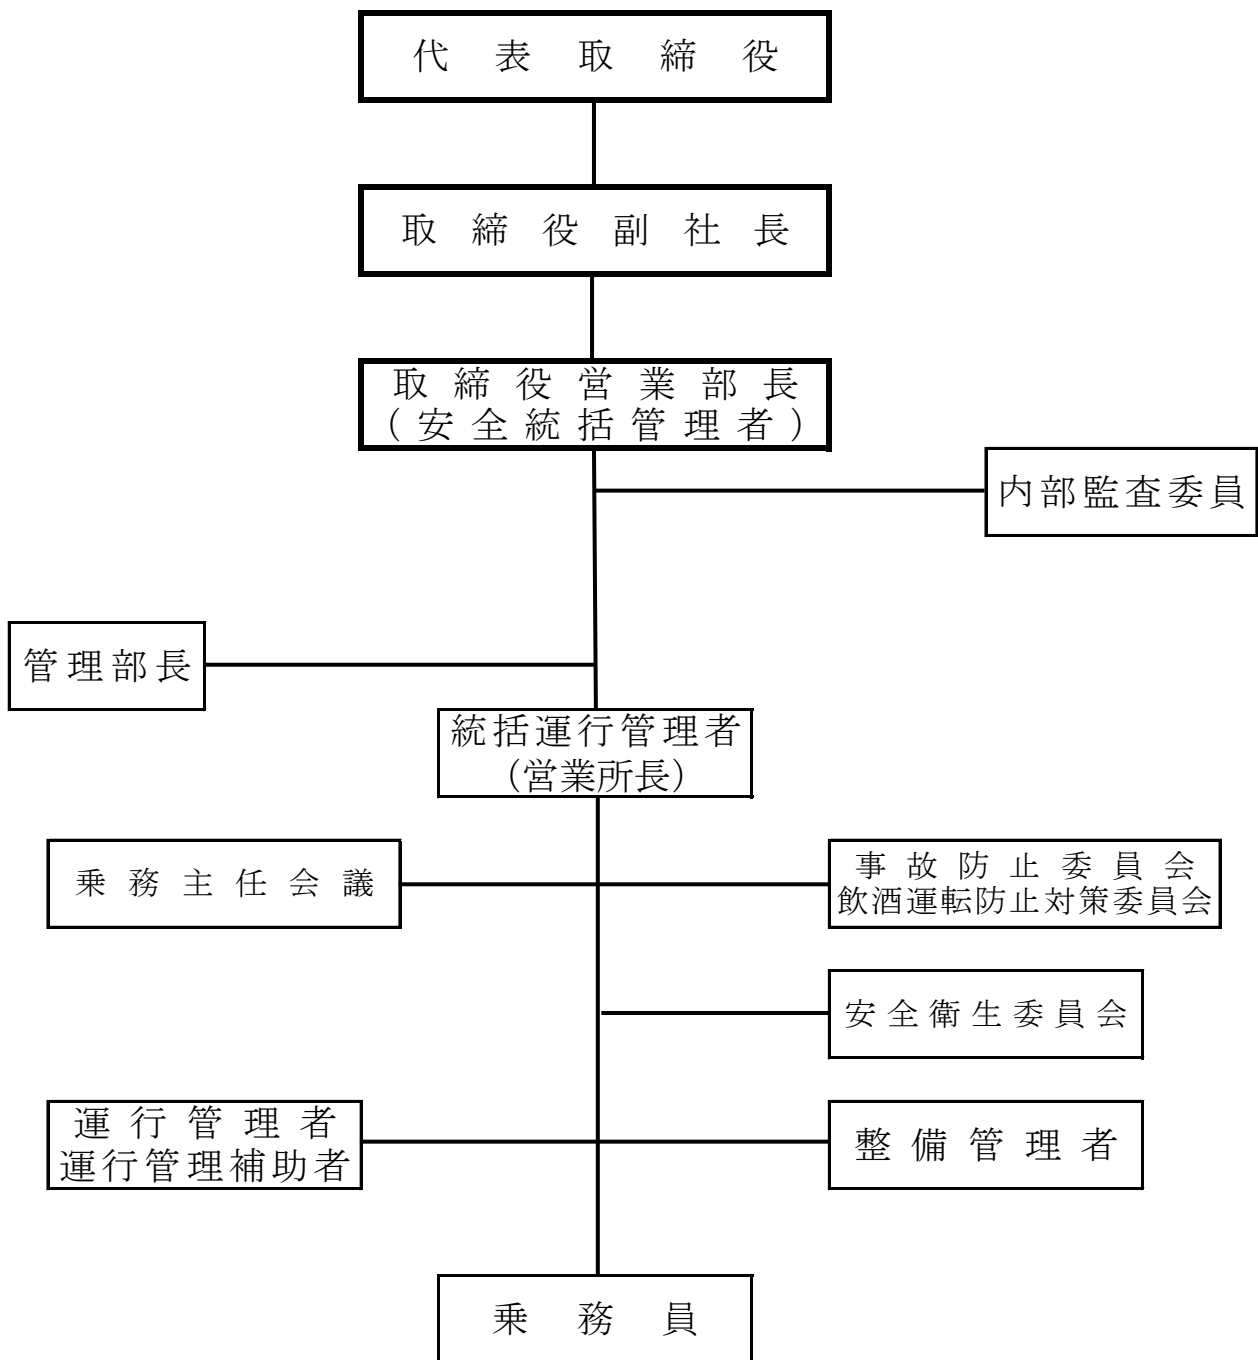 代表取締役
取締役副社長
取締役営業部長
(安全統括管理者)
内部監査委員
管理部長
統括運行管理者
(営業所長)
乗務主任会議
事故防止委員会
飲酒運転防止対策委員会
安全衛生委員会
運行管理者
運行管理補助者
整備管理者
乗務員